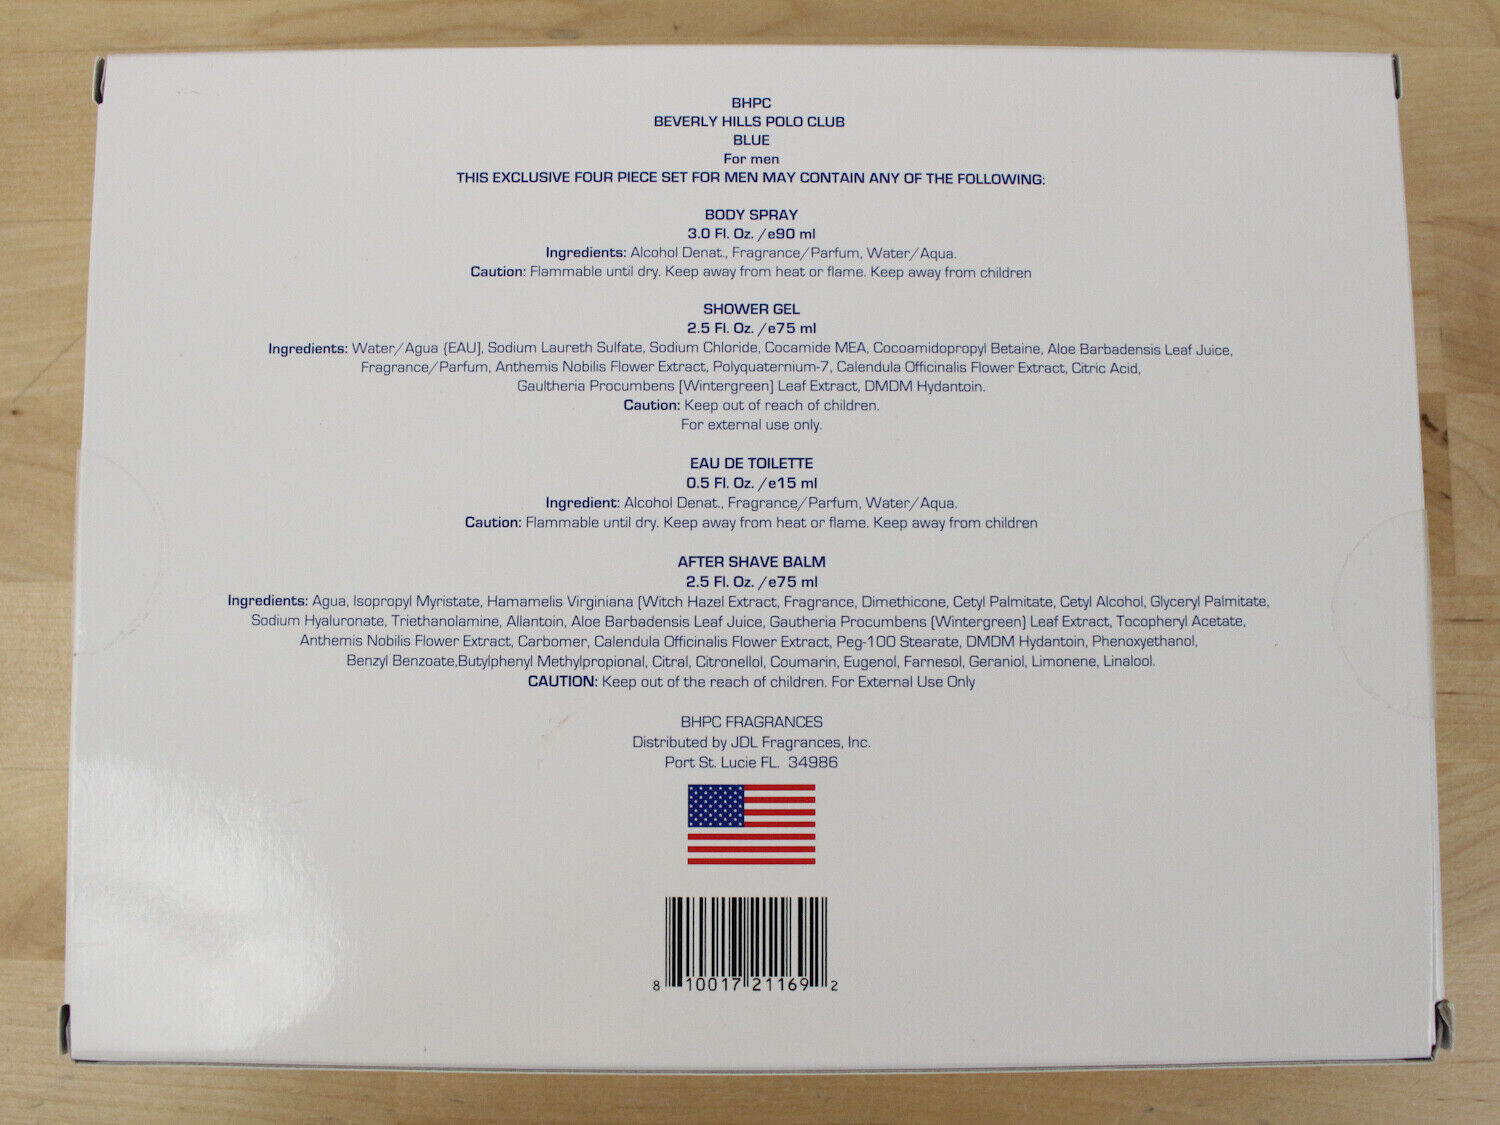 BHPC
BEVERLY HILLS POLO CLUB
BLUE
For men
THIS EXCLUSIVE FOUR PIECE SET FOR MEN MAY CONTAIN ANY OF THE FOLLOWING:
BODY SPRAY
3.0 Fl. Oz. /e90 ml
Ingredients: Alcohol Denat., Fragrance/Parfum, Water/Aqua.
Caution: Flammable until dry. Keep away from heat or flame. Keep away from children
SHOWER GEL
2.5 Fl. Oz. /e75 ml
Ingredients: Water/Agua {EAU], Sodium Laureth Sulfate, Sodium Chloride, Cocamide MEA, Cocoamidopropyl Betaine, Aloe Barbadensis Leaf Juice,
Fragrance/Parfum, Anthemis Nobilis Flower Extract, Polyquaternium-7, Calendula Officinalis Flower Extract, Citric Acid,
Gaultheria Procumbens [Wintergreen] Leaf Extract, DMDM Hydantoin.
Caution: Keep out of reach of children.
For external use only.
EAU DE TOILETTE
0.5 Fl. Oz. /e15 ml
Ingredient: Alcohol Denat., Fragrance/Parfum, Water/Aqua.
Caution: Flammable until dry. Keep away from heat or flame. Keep away from children
AFTER SHAVE BALM
2.5 Fl. Oz. /e75 ml
Ingredients: Agua, Isopropyl Myristate, Hamamelis Virginiana [Witch Hazel Extract, Fragrance, Dimethicone, Cetyl Palmitate, Cetyl Alcohol, Glyceryl Palmitate,
Sodium Hyaluronate, Triethanolamine, Allantoin, Aloe Barbadensis Leaf Juice, Gautheria Procumbens [Wintergreen] Leaf Extract, Tocopheryl Acetate,
Anthemis Nobilis Flower Extract, Carbomer, Calendula Officinalis Flower Extract, Peg-100 Stearate, DMDM Hydantoin, Phenoxyethanol,
Benzyl Benzoate,Butylphenyl Methylpropional, Citral, Citronellol, Coumarin, Eugenol, Farnesol, Geraniol, Limonene, Linalool.
CAUTION: Keep out of the reach of children. For External Use Only
BHPC FRAGRANCES
Distributed by JDL Fragrances, Inc.
Port St. Lucie FL. 34986
8 10017 21169 2